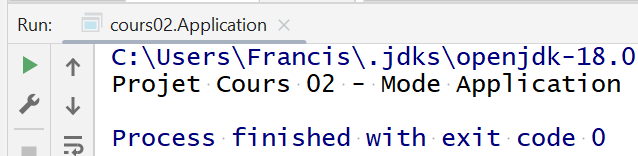 Run: cours02.Application
C:\Users\Francis\.jdks\openjdk-18.0
Projet Cours 02 - Mode Application
Process finished with exit code 0